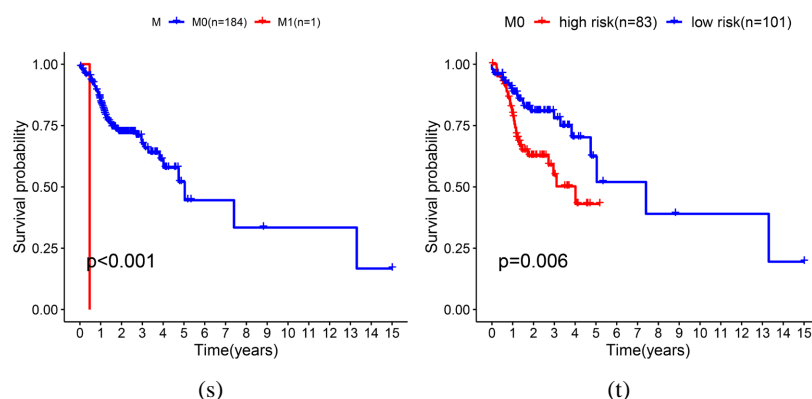 M M0(n=184) M1(n=1)
1.00
0.75
0.50
0.25
0.00
Survival probability
p<0.001
0 1 2 3 4 5 6 7 8 9 10 11 12 13 14 15
Time(years)
(s)
M0 high risk(n=83) low risk(n=101)
1.00
0.75
0.50
0.25
0.00
Survival probability
p=0.006
0 1 2 3 4 5 6 7 8 9 10 11 12 13 14 15
Time(years)
(t)